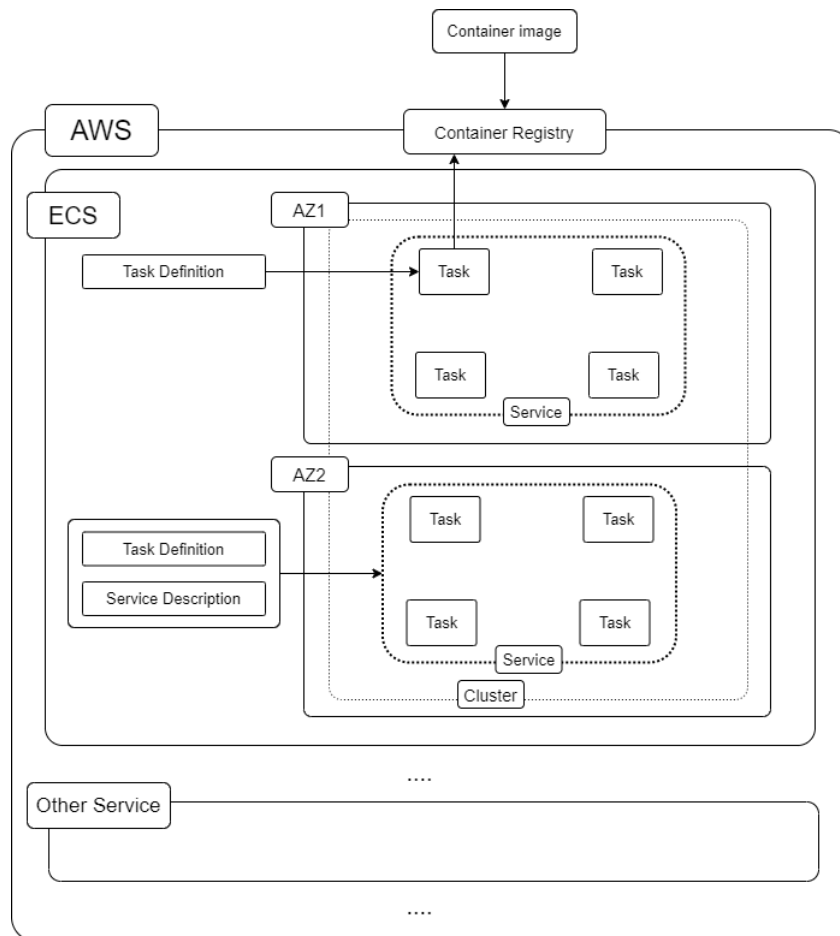 Container image
AWS
Container Registry
ECS
AZ1
Task Definition
Task
Task
Task
Task
Service
AZ2
Task
Task
Task Definition
Service Description
Task
Task
Service
Cluster
....
Other Service
....